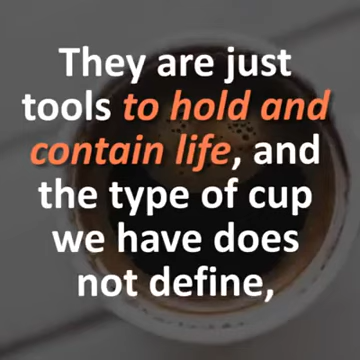 They are just
tools to hold and
contain life, and
the type of cup
we have does
not define,